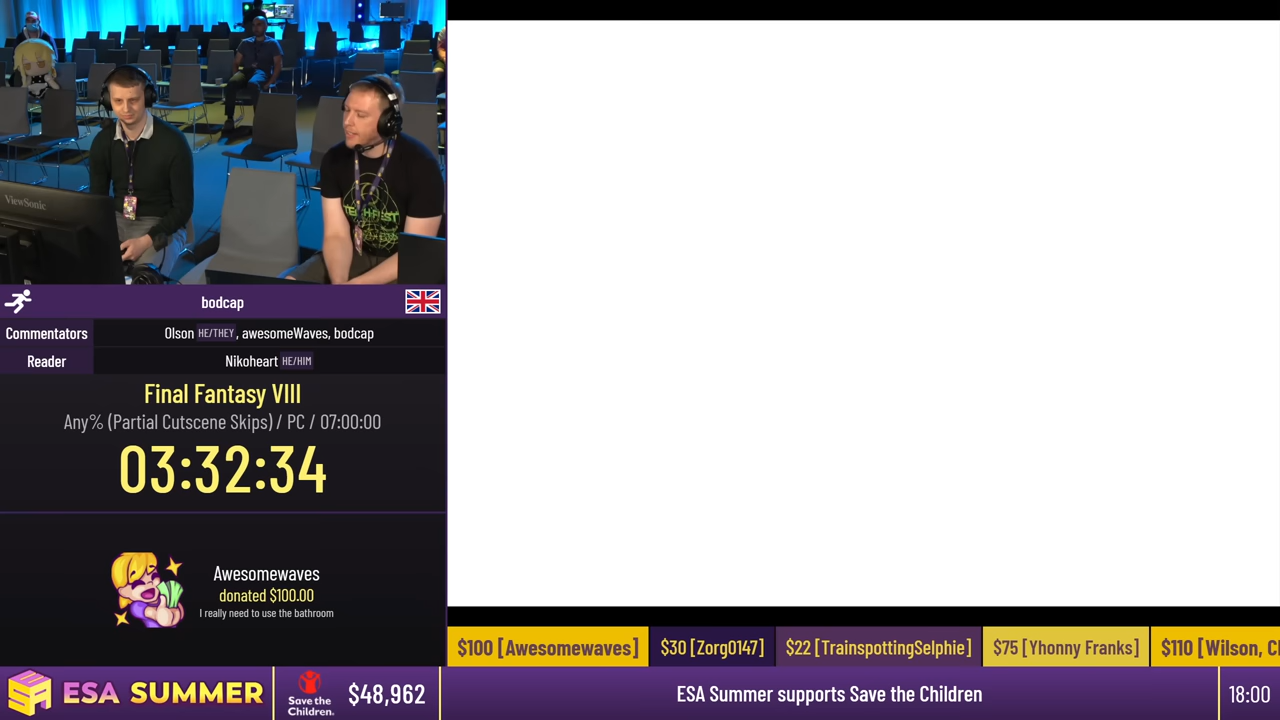 ViewSonic
TECHFEST
bodcap
Commentators
Olson HE/THEY, awesomeWaves, bodcap
Reader
Nikoheart HE/HIM
Final Fantasy VIII
Any% (Partial Cutscene Skips) / PC / 07:00:00
03:32:34
Awesomewaves
donated $100.00
I really need to use the bathroom
$100 [Awesomewaves]
$30 [Zorg0147]
$22 [TrainspottingSelphie]
$75 [Yhonny Franks]
$110 [Wilson,
ESA SUMMER
Save the
Children.
$48,962
ESA Summer supports Save the Children
18:00